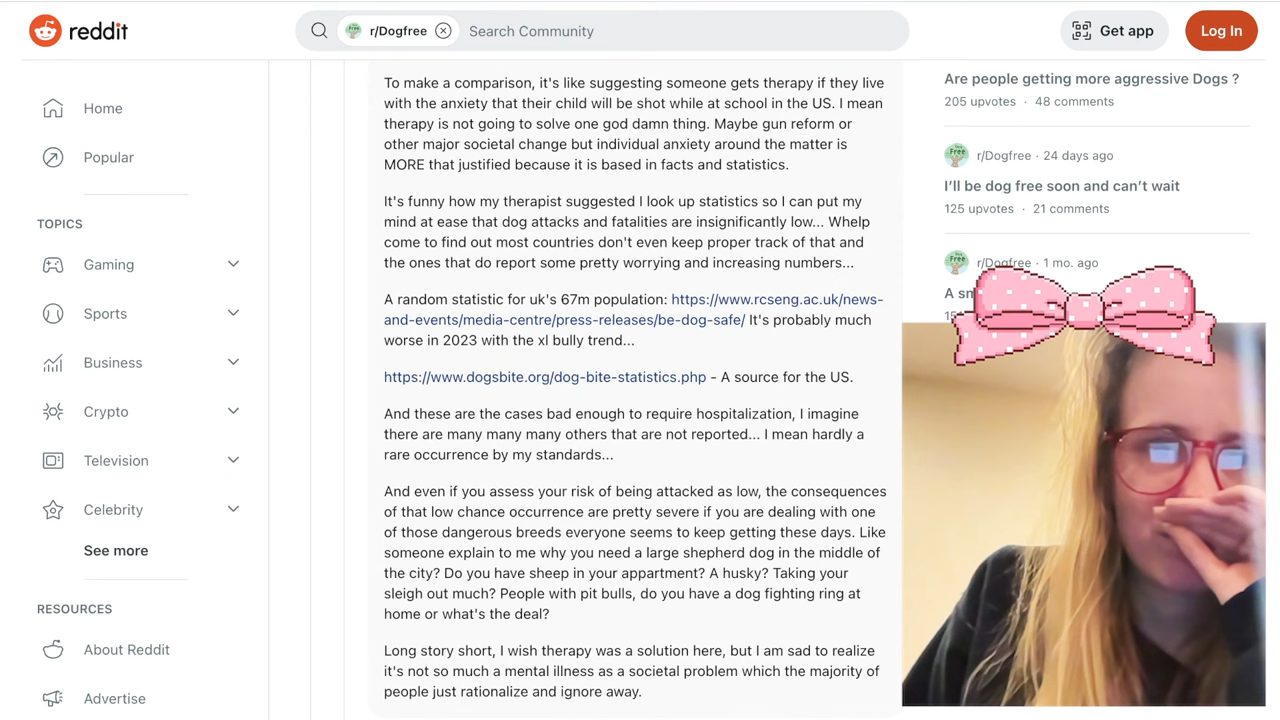 reddit
r/Dogfree
Search Community
Get app
Log In
Home
Popular
TOPICS
Gaming
Sports
Business
Crypto
Television
Celebrity
See more
RESOURCES
About Reddit
Advertise
To make a comparison, it's like suggesting someone gets therapy if they live
with the anxiety that their child will be shot while at school in the US. I mean
therapy is not going to solve one god damn thing. Maybe gun reform or
other major societal change but individual anxiety around the matter is
MORE that justified because it is based in facts and statistics.
It's funny how my therapist suggested I look up statistics so I can put my
mind at ease that dog attacks and fatalities are insignificantly low... Whelp
come to find out most countries don't even keep proper track of that and
the ones that do report some pretty worrying and increasing numbers...
A random statistic for uk's 67m population: https://www.rcseng.ac.uk/news-
and-events/media-centre/press-releases/be-dog-safe/ It's probably much
worse in 2023 with the xl bully trend...
https://www.dogsbite.org/dog-bite-statistics.php - A source for the US.
And these are the cases bad enough to require hospitalization, I imagine
there are many many many others that are not reported... I mean hardly a
rare occurrence by my standards...
And even if you assess your risk of being attacked as low, the consequences
of that low chance occurrence are pretty severe if you are dealing with one
of those dangerous breeds everyone seems to keep getting these days. Like
someone explain to me why you need a large shepherd dog in the middle of
the city? Do you have sheep in your appartment? A husky? Taking your
sleigh out much? People with pit bulls, do you have a dog fighting ring at
home or what's the deal?
Long story short, I wish therapy was a solution here, but I am sad to realize
it's not so much a mental illness as a societal problem which the majority of
people just rationalize and ignore away.
Are people getting more aggressive Dogs ?
205 upvotes · 48 comments
r/Dogfree · 24 days ago
I'll be dog free soon and can't wait
125 upvotes · 21 comments
r/Dogfree · 1 mo. ago
A